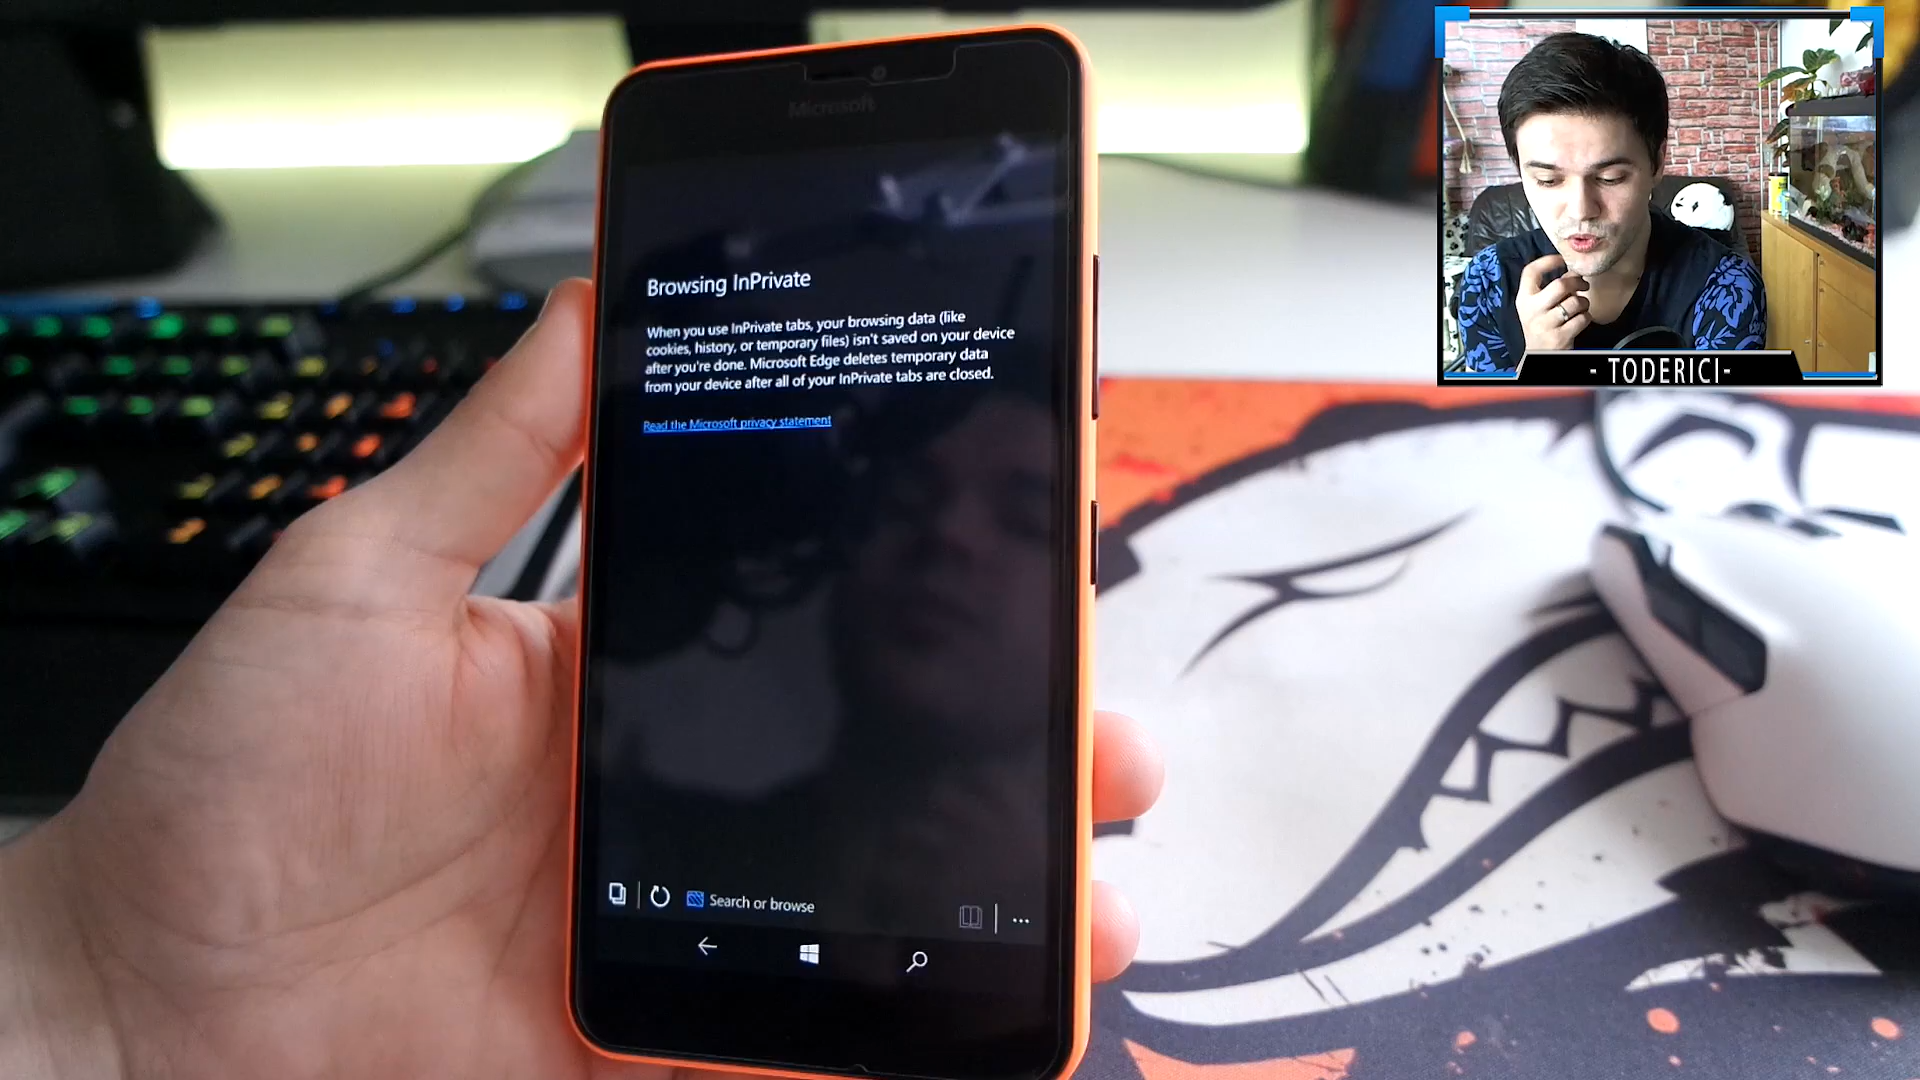 Microsoft
Browsing InPrivate
When you use InPrivate tabs, your browsing data (like
cookies, history, or temporary files) isn't saved on your device
after you're done. Microsoft Edge deletes temporary data
from your device after all of your InPrivate tabs are closed.
Read the Microsoft privacy statement
Search or browse
- TODERICI-